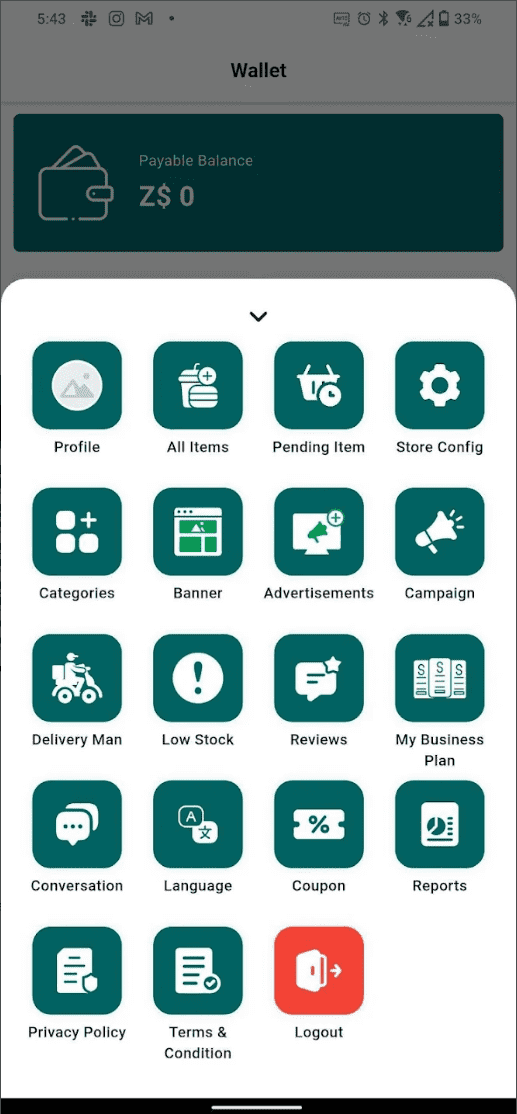 5:43
33%
Wallet
Payable Balance
Z$ 0
Profile
All Items
Pending Item
Store Config
Categories
Banner
Advertisements
Campaign
Delivery Man
Low Stock
Reviews
My Business
Plan
Conversation
A
文
Language
Coupon
Reports
Privacy Policy
Terms &
Condition
Logout